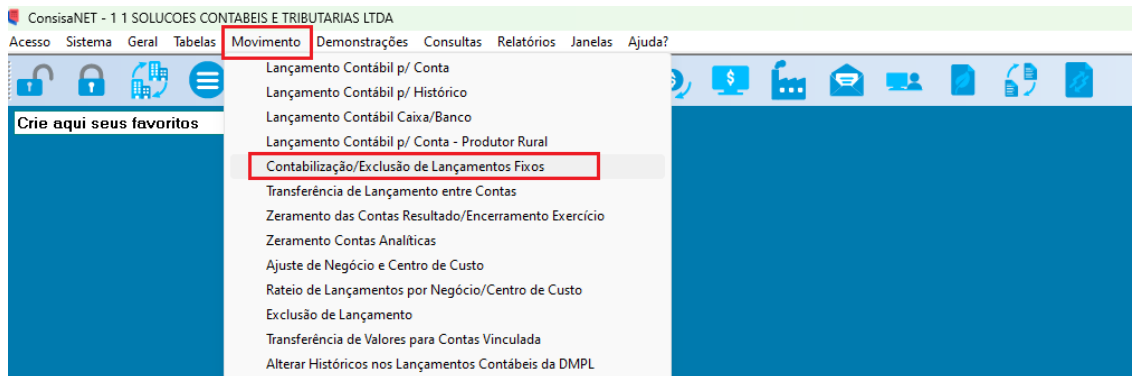 ConsisaNET - 1 1 SOLUCOES CONTABEIS E TRIBUTARIAS LTDA
Acesso Sistema Geral Tabelas Movimento Demonstrações Consultas Relatórios Janelas Ajuda?
Crie aqui seus favoritos
Lançamento Contábil p/ Conta
Lançamento Contábil p/ Histórico
Lançamento Contábil Caixa/Banco
Lançamento Contábil p/ Conta - Produtor Rural
Contabilização/Exclusão de Lançamentos Fixos
Transferência de Lançamento entre Contas
Zeramento das Contas Resultado/Encerramento Exercício
Zeramento Contas Analíticas
Ajuste de Negócio e Centro de Custo
Rateio de Lançamentos por Negócio/Centro de Custo
Exclusão de Lançamento
Transferência de Valores para Contas Vinculada
Alterar Históricos nos Lançamentos Contábeis da DMPL